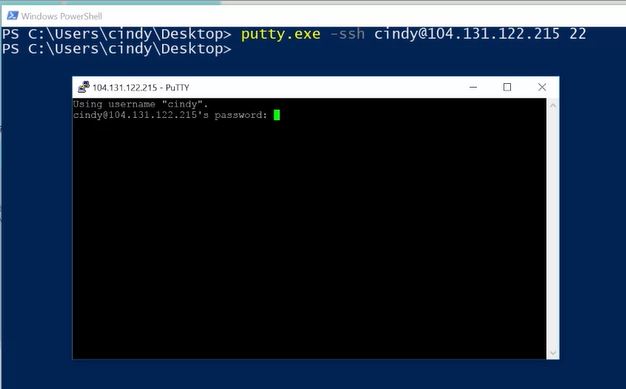 Windows PowerShell
PS C:\Users\cindy\Desktop> putty.exe -ssh cindy@104.131.122.215 22
PS C:\Users\cindy\Desktop>
104.131.122.215 - PuTTY
Using username "cindy".
cindy@104.131.122.215's password: